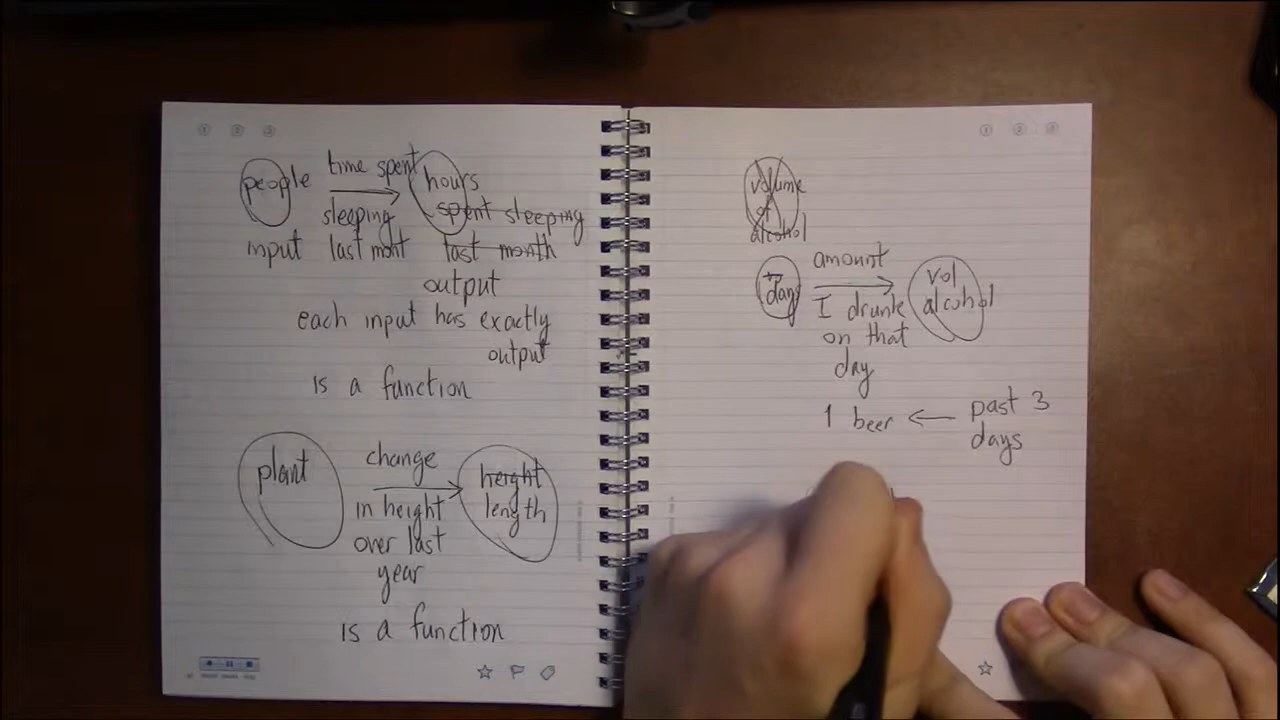 people time spent hours
sleeping spent sleeping
input last mont last month
output
each input has exactly
output
is a function
plant change height
in height length
over last
year
is a function
volume
of
alcohol
day amount vol
I drunk alcohol
on that
day
1 beer ← past 3
days